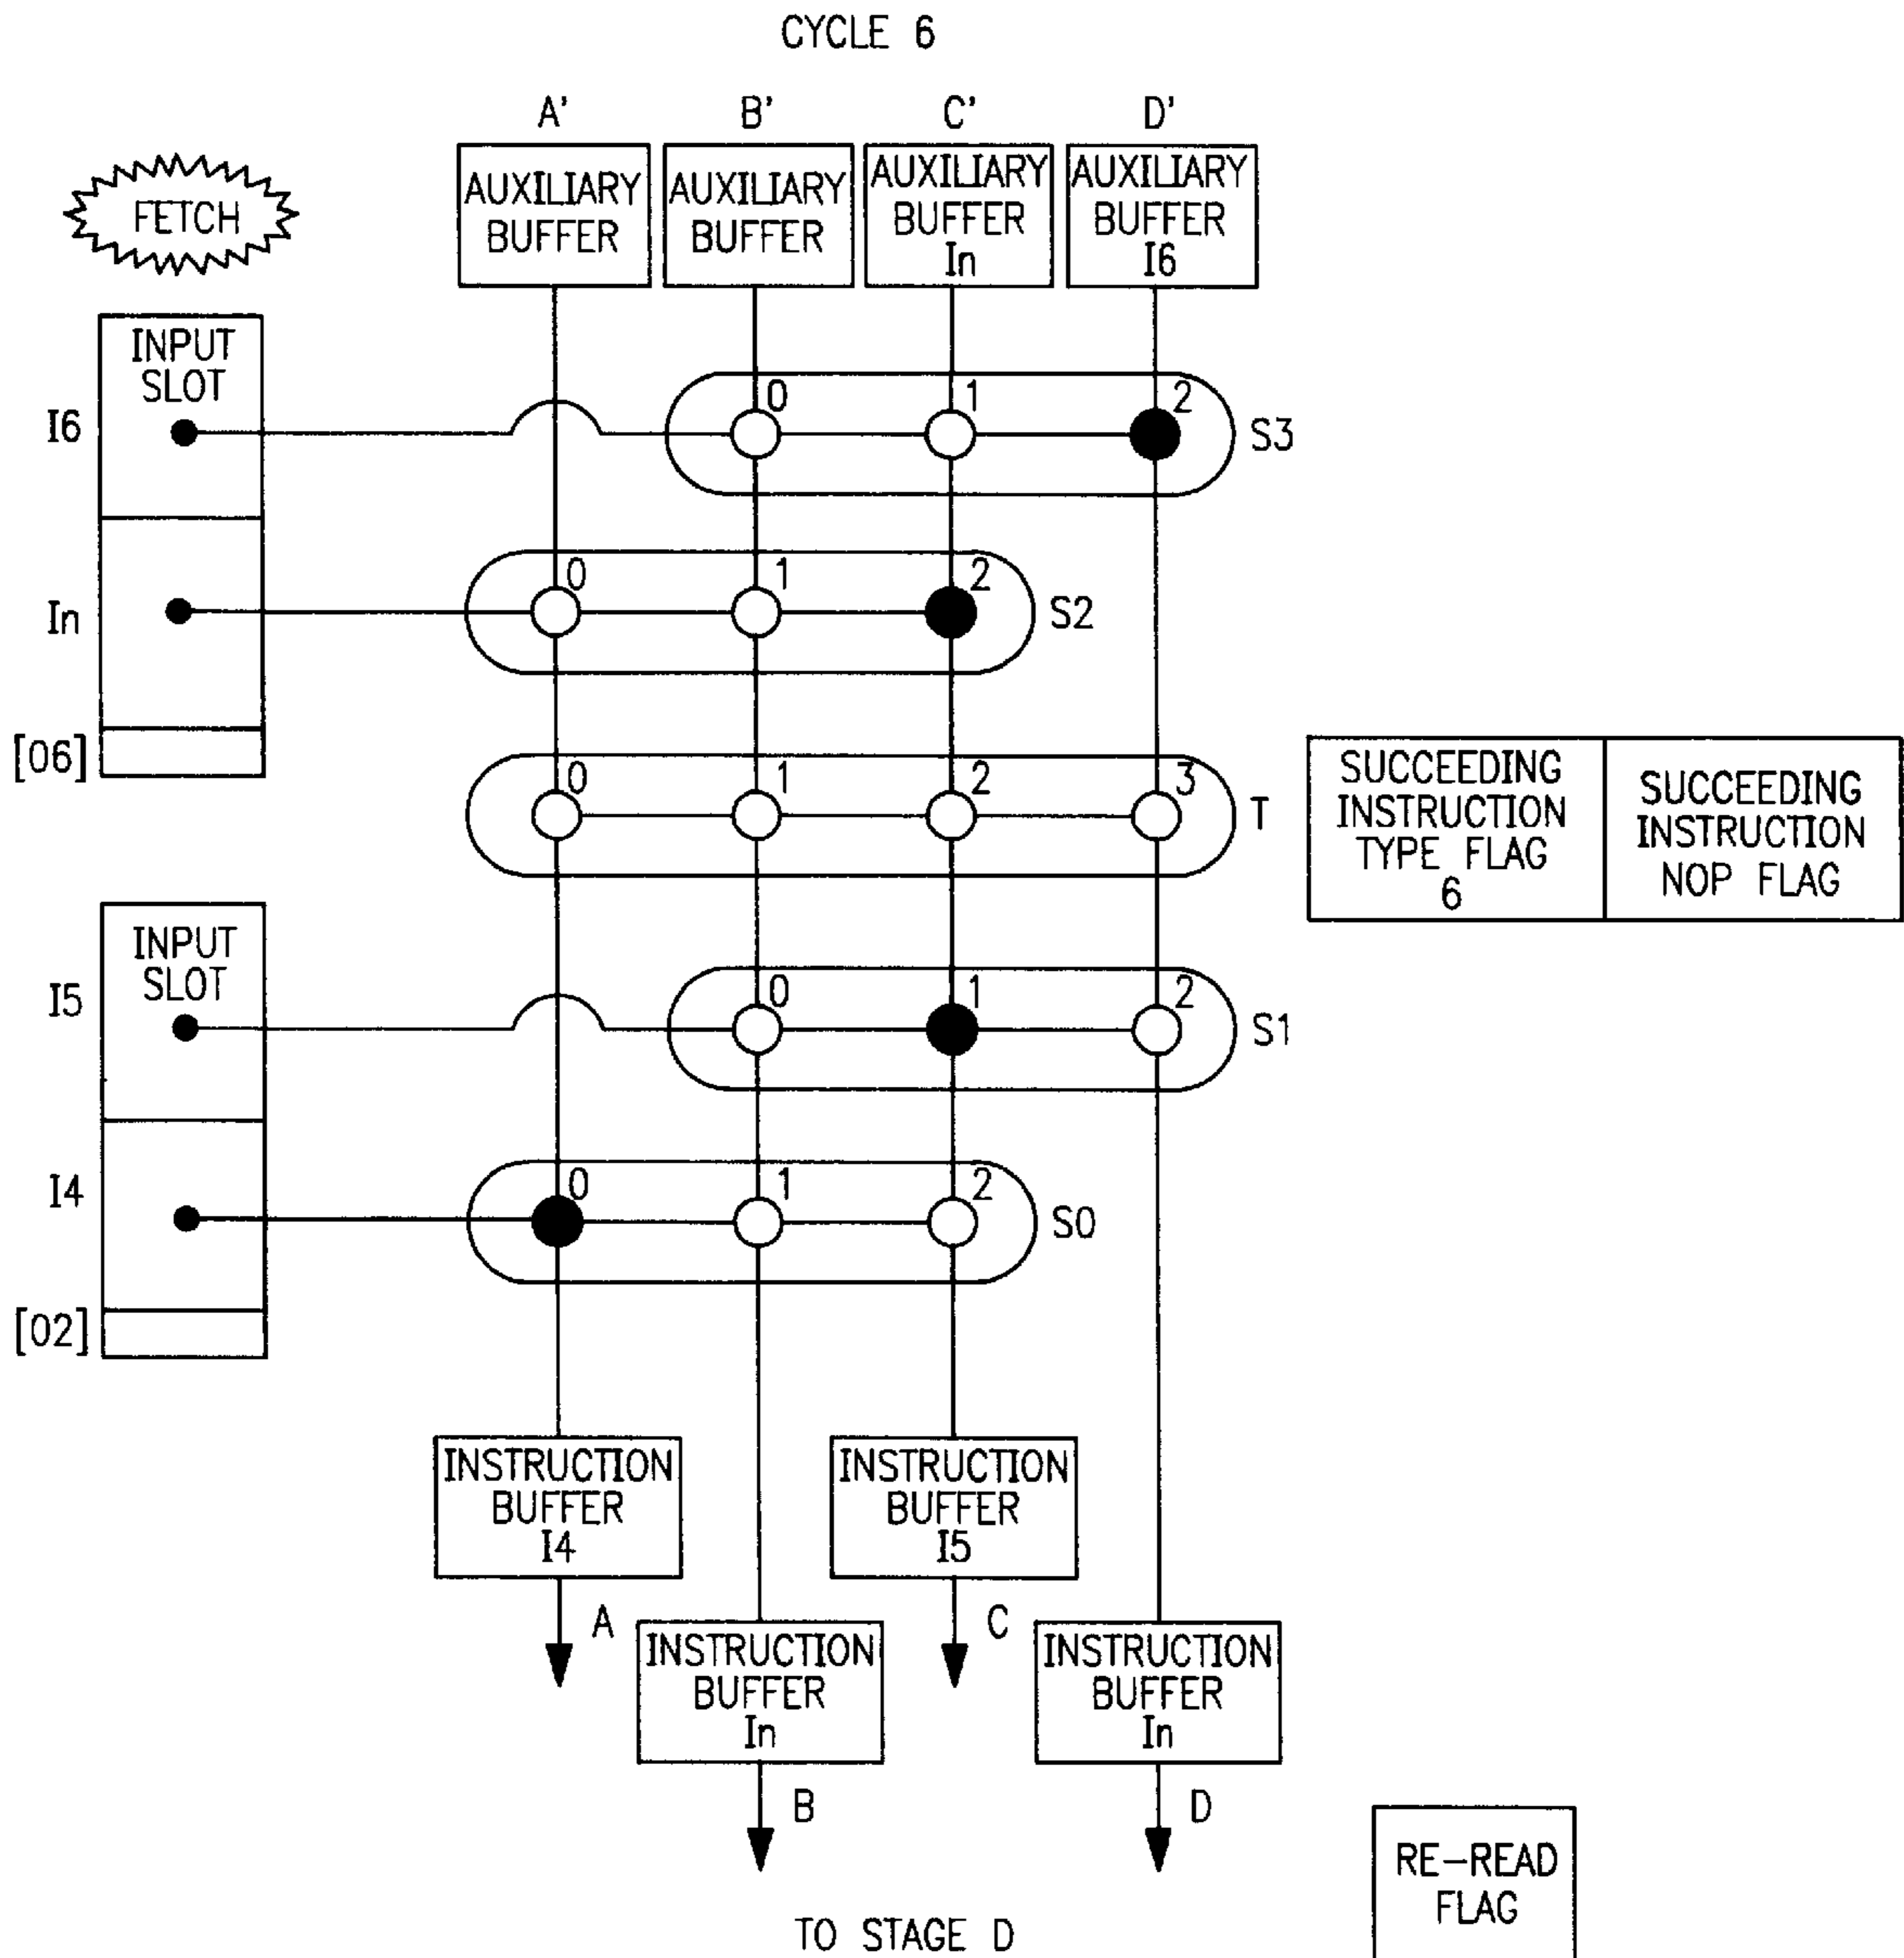 CYCLE 6
A' B' C' D'
FETCH
AUXILIARY
BUFFER
AUXILIARY
BUFFER
AUXILIARY
BUFFER
In
AUXILIARY
BUFFER
I6
INPUT
SLOT
I6
0 1 2
S3
In
0 1 2
S2
[06]
0 1 2 3
T
SUCCEEDING
INSTRUCTION
TYPE FLAG
6
SUCCEEDING
INSTRUCTION
NOP FLAG
INPUT
SLOT
I5
0 1 2
S1
I4
0 1 2
S0
[02]
INSTRUCTION
BUFFER
I4
INSTRUCTION
BUFFER
I5
A
C
INSTRUCTION
BUFFER
In
INSTRUCTION
BUFFER
In
B
D
RE-READ
FLAG
TO STAGE D